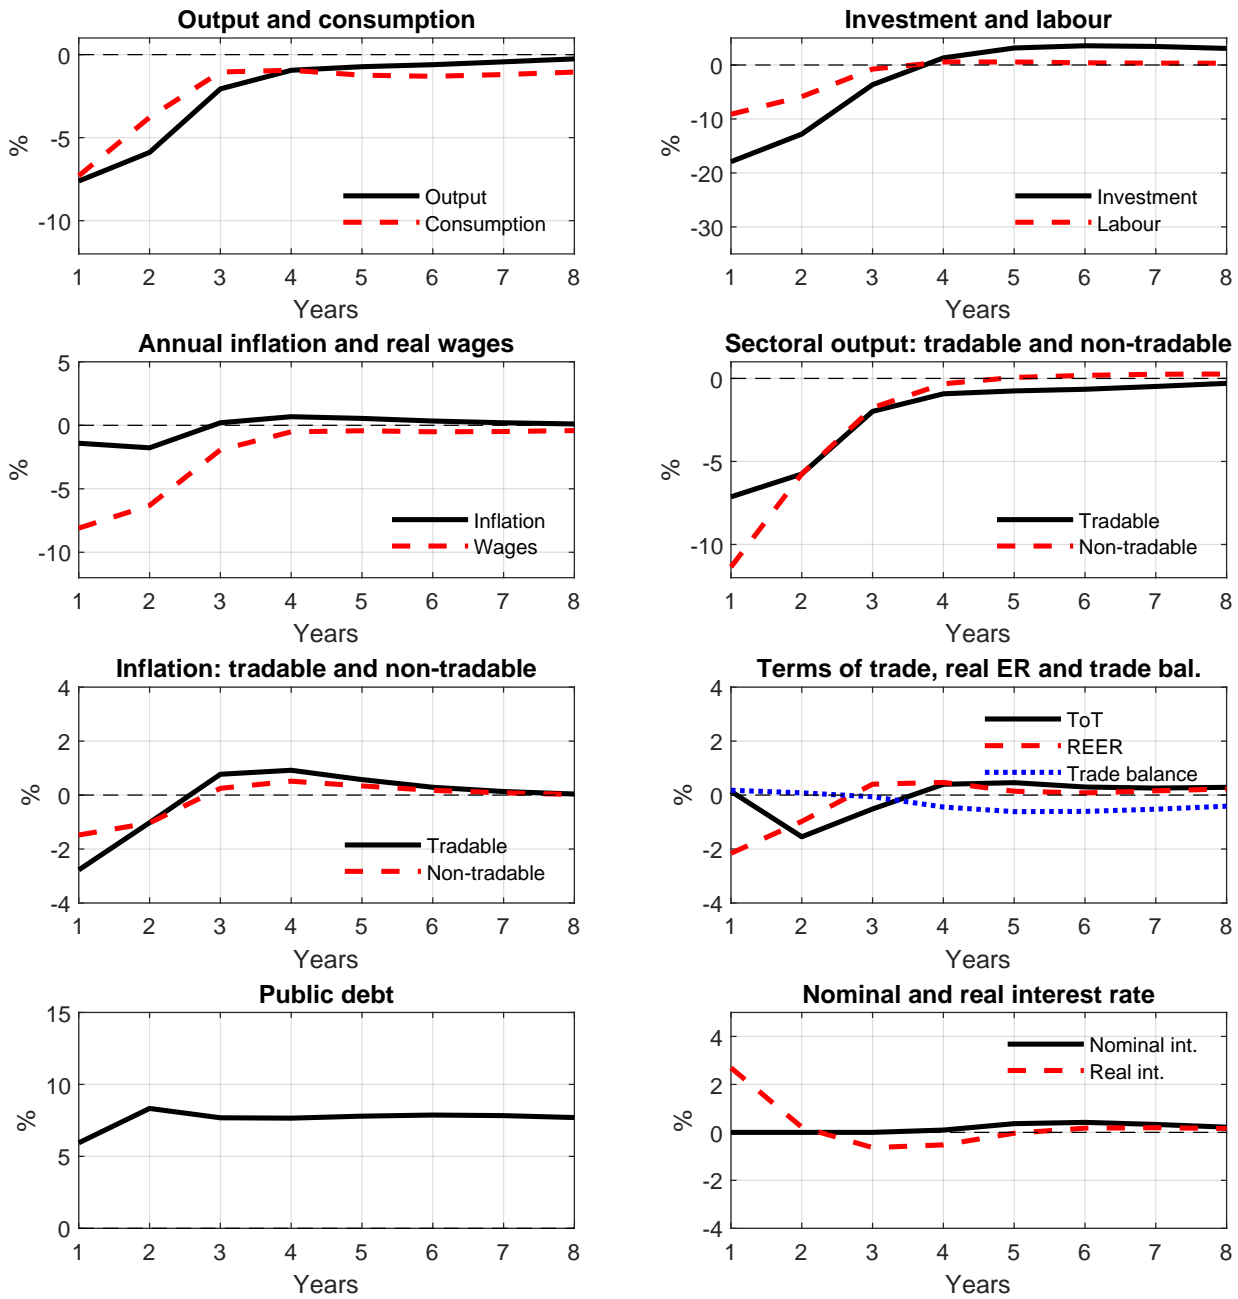 Output and consumption
0
-5
-10
%
Output
Consumption
1 2 3 4 5 6 7 8
Years
Investment and labour
0
-10
-20
-30
%
Investment
Labour
1 2 3 4 5 6 7 8
Years
Annual inflation and real wages
5
0
-5
-10
%
Inflation
Wages
1 2 3 4 5 6 7 8
Years
Sectoral output: tradable and non-tradable
0
-5
-10
%
Tradable
Non-tradable
1 2 3 4 5 6 7 8
Years
Inflation: tradable and non-tradable
4
2
0
-2
-4
%
Tradable
Non-tradable
1 2 3 4 5 6 7 8
Years
Terms of trade, real ER and trade bal.
4
2
0
-2
-4
%
ToT
REER
Trade balance
1 2 3 4 5 6 7 8
Years
Public debt
15
10
5
0
%
1 2 3 4 5 6 7 8
Years
Nominal and real interest rate
4
2
0
-2
-4
%
Nominal int.
Real int.
1 2 3 4 5 6 7 8
Years